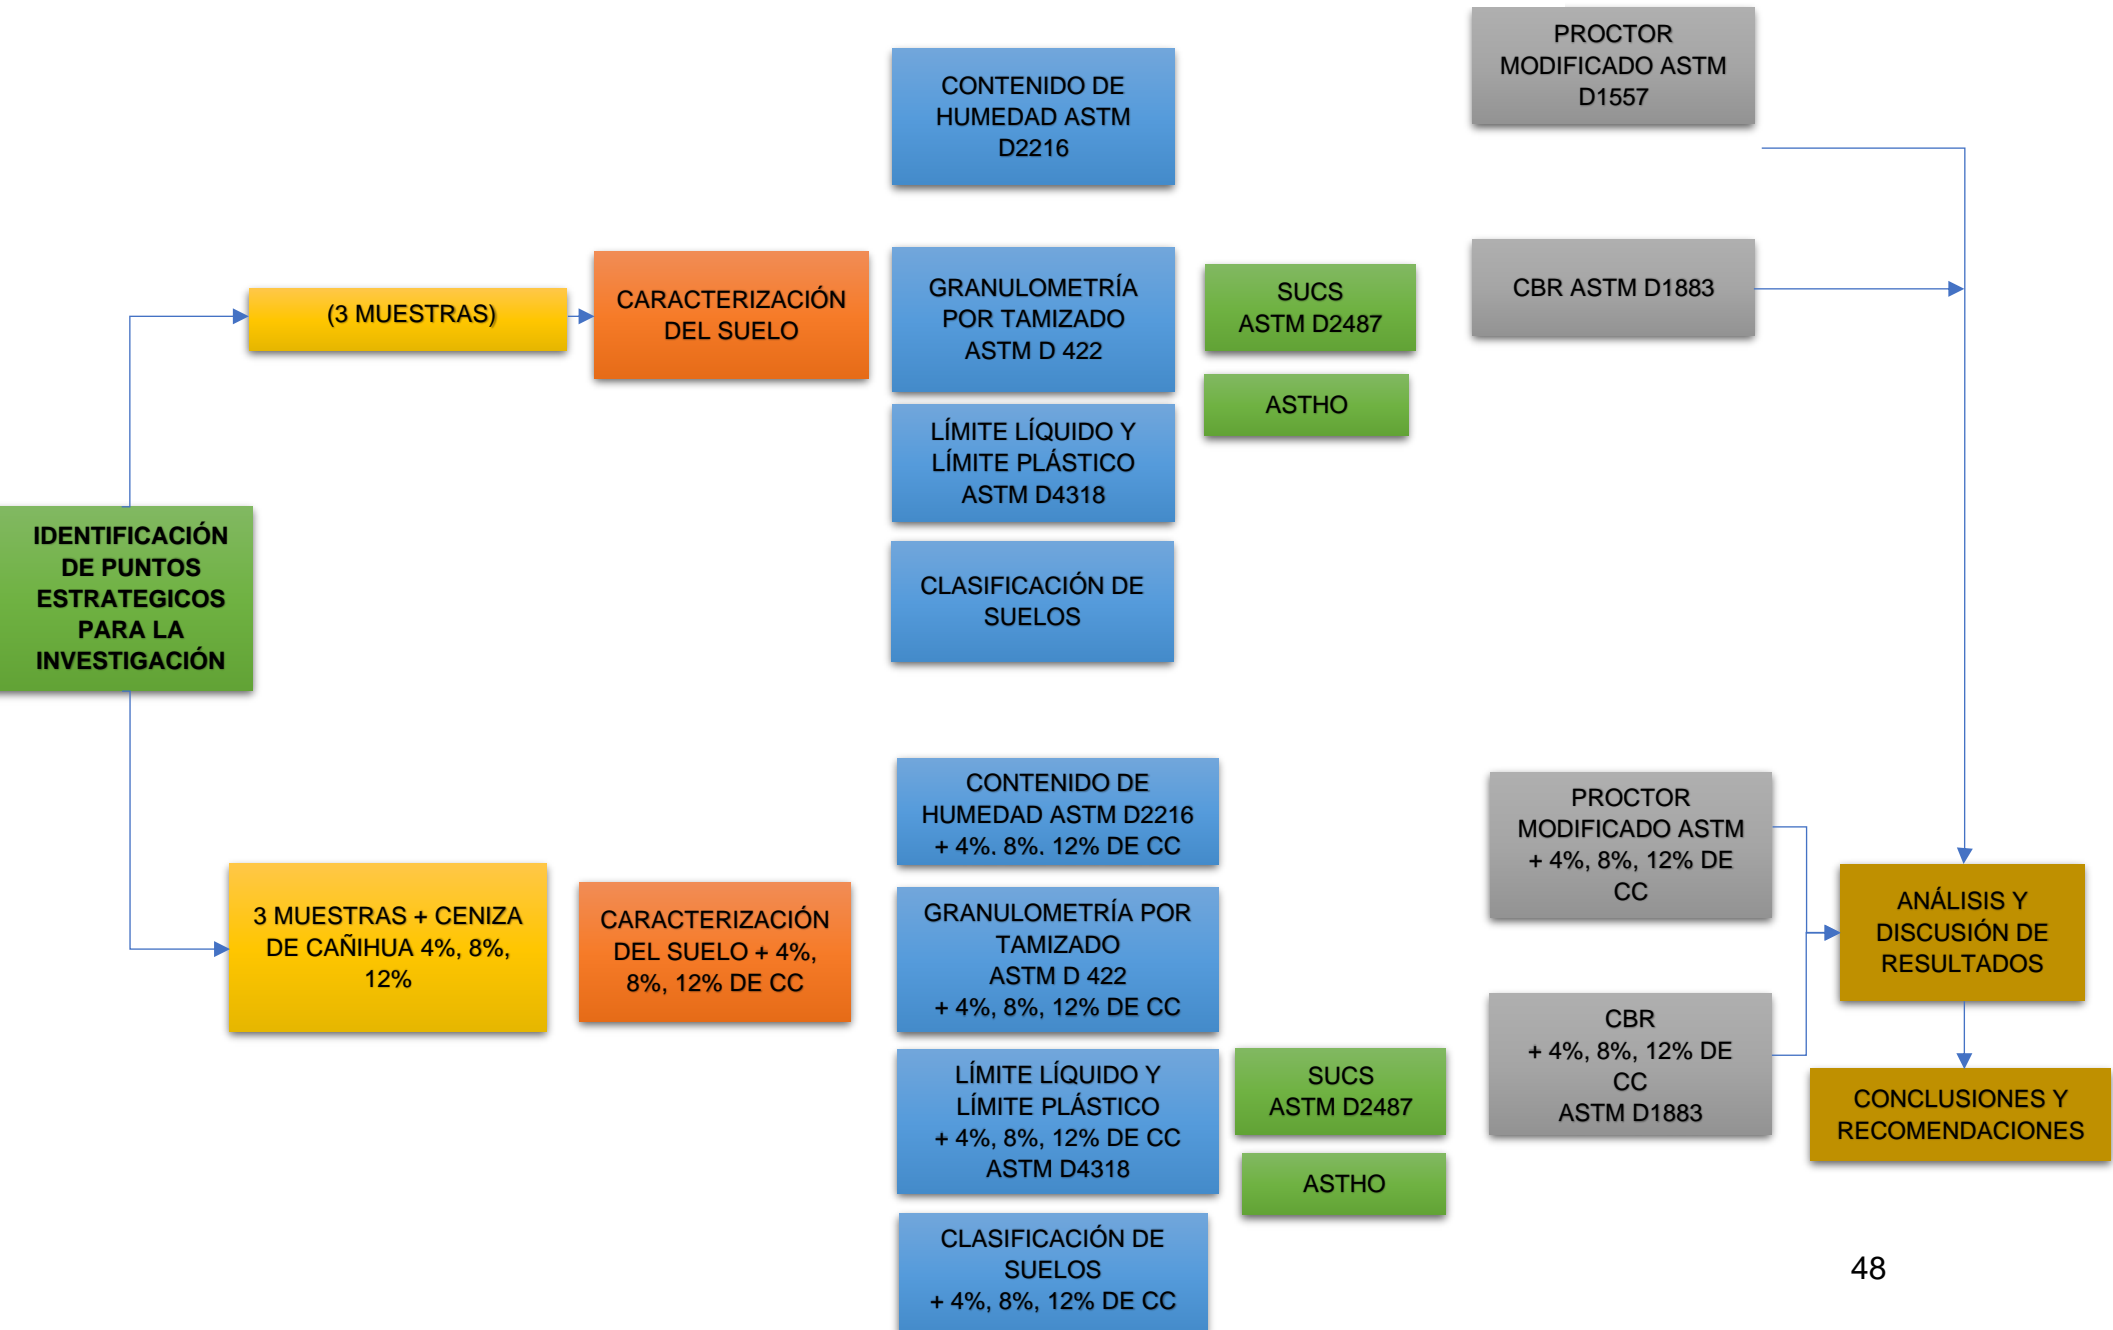 IDENTIFICACIÓN
DE PUNTOS
ESTRATEGICOS
PARA LA
INVESTIGACIÓN
(3 MUESTRAS)
CARACTERIZACIÓN
DEL SUELO
CONTENIDO DE
HUMEDAD ASTM
D2216
GRANULOMETRÍA
POR TAMIZADO
ASTM D 422
LÍMITE LÍQUIDO Y
LÍMITE PLÁSTICO
ASTM D4318
CLASIFICACIÓN DE
SUELOS
SUCS
ASTM D2487
ASTHO
PROCTOR
MODIFICADO ASTM
D1557
CBR ASTM D1883
3 MUESTRAS + CENIZA
DE CAÑIHUA 4%, 8%,
12%
CARACTERIZACIÓN
DEL SUELO + 4%,
8%, 12% DE CC
CONTENIDO DE
HUMEDAD ASTM D2216
+ 4%, 8%, 12% DE CC
GRANULOMETRÍA POR
TAMIZADO
ASTM D 422
+ 4%, 8%, 12% DE CC
LÍMITE LÍQUIDO Y
LÍMITE PLÁSTICO
+ 4%, 8%, 12% DE CC
ASTM D4318
CLASIFICACIÓN DE
SUELOS
+ 4%, 8%, 12% DE CC
SUCS
ASTM D2487
ASTHO
PROCTOR
MODIFICADO ASTM
+ 4%, 8%, 12% DE
CC
CBR
+ 4%, 8%, 12% DE
CC
ASTM D1883
ANÁLISIS Y
DISCUSIÓN DE
RESULTADOS
CONCLUSIONES Y
RECOMENDACIONES
48